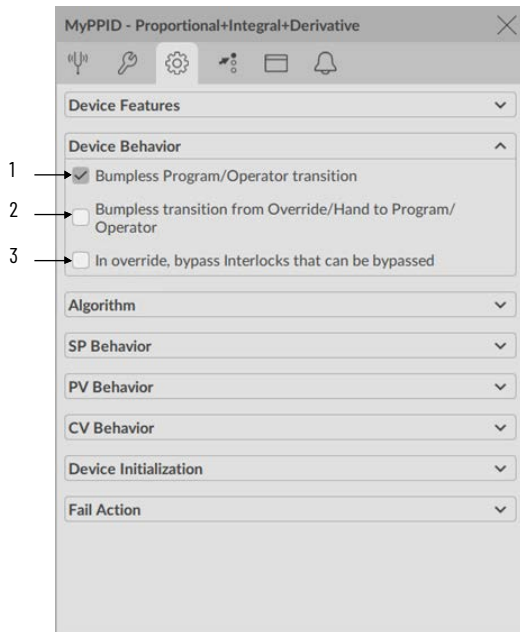 MyPPID - Proportional+Integral+Derivative
Device Features
Device Behavior
1
Bumpless Program/Operator transition
2
Bumpless transition from Override/Hand to Program/
Operator
3
In override, bypass Interlocks that can be bypassed
Algorithm
SP Behavior
PV Behavior
CV Behavior
Device Initialization
Fail Action